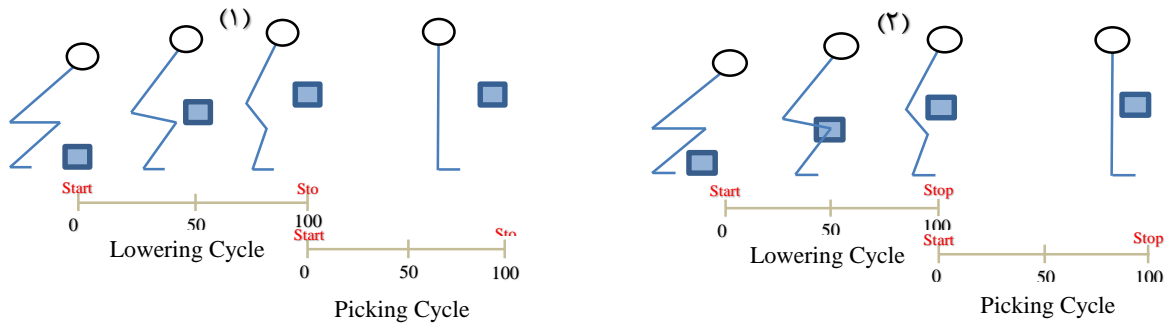 (١)
Start Sto
0 50 100
Lowering Cycle
Start Sto
0 50 100
Picking Cycle
(٢)
Start Stop
0 50 100
Lowering Cycle
Start Stop
0 50 100
Picking Cycle